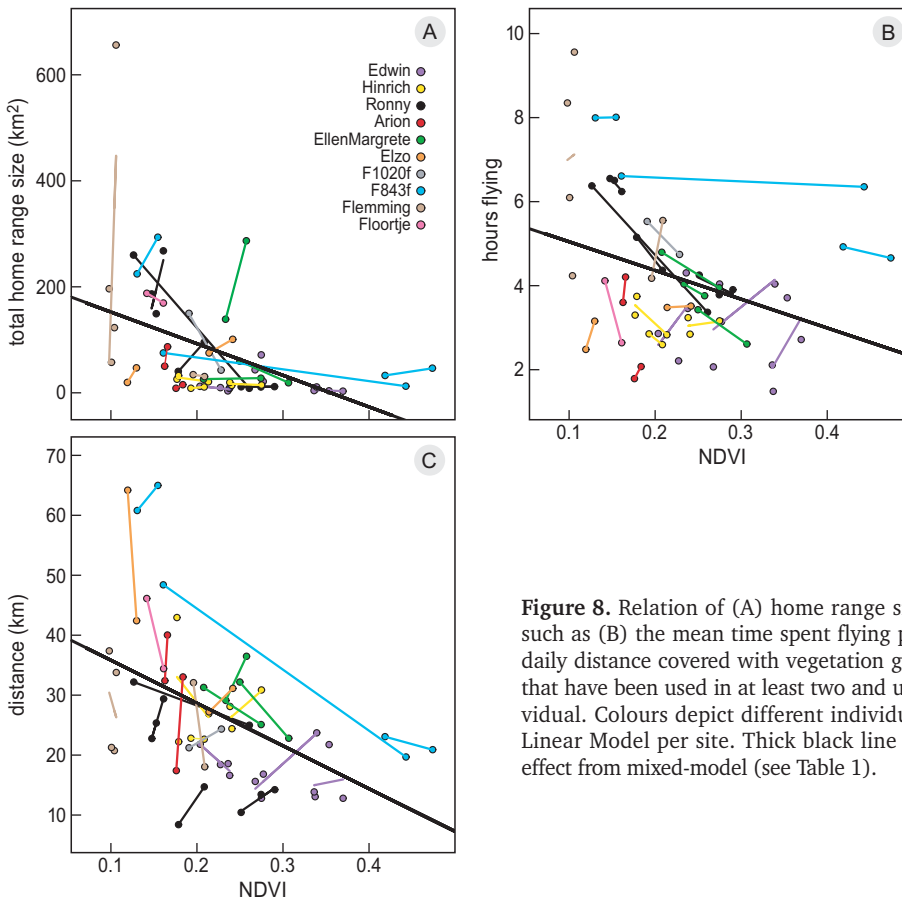 A
total home range size (km²)
600
400
200
0
Edwin
Hinrich
Ronny
Arion
EllenMargrete
Elzo
F1020f
F843f
Flemming
Floortje
B
hours flying
10
8
6
4
2
0.1 0.2 0.3 0.4
NDVI
C
distance (km)
70
60
50
40
30
20
10
0.1 0.2 0.3 0.4
NDVI
Figure 8. Relation of (A) home range s
such as (B) the mean time spent flying p
daily distance covered with vegetation g
that have been used in at least two and u
vidual. Colours depict different individu
Linear Model per site. Thick black line
effect from mixed-model (see Table 1).